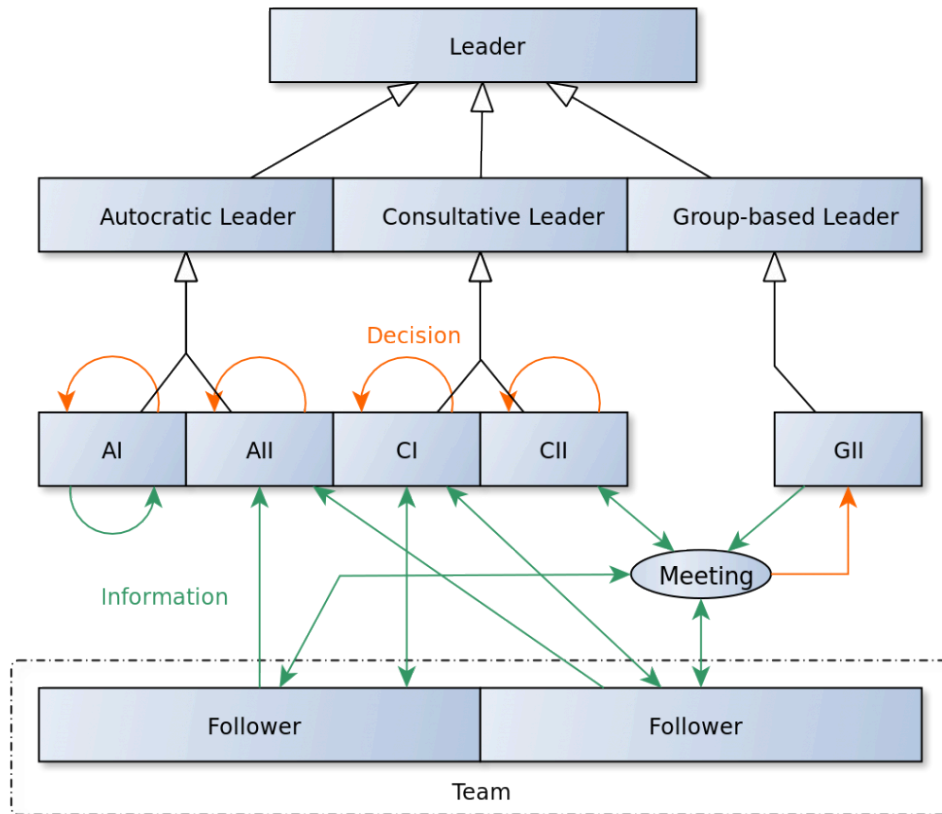 Leader
Autocratic Leader
Consultative Leader
Group-based Leader
Decision
AI
AII
CI
CII
GII
Meeting
Information
Follower
Follower
Team